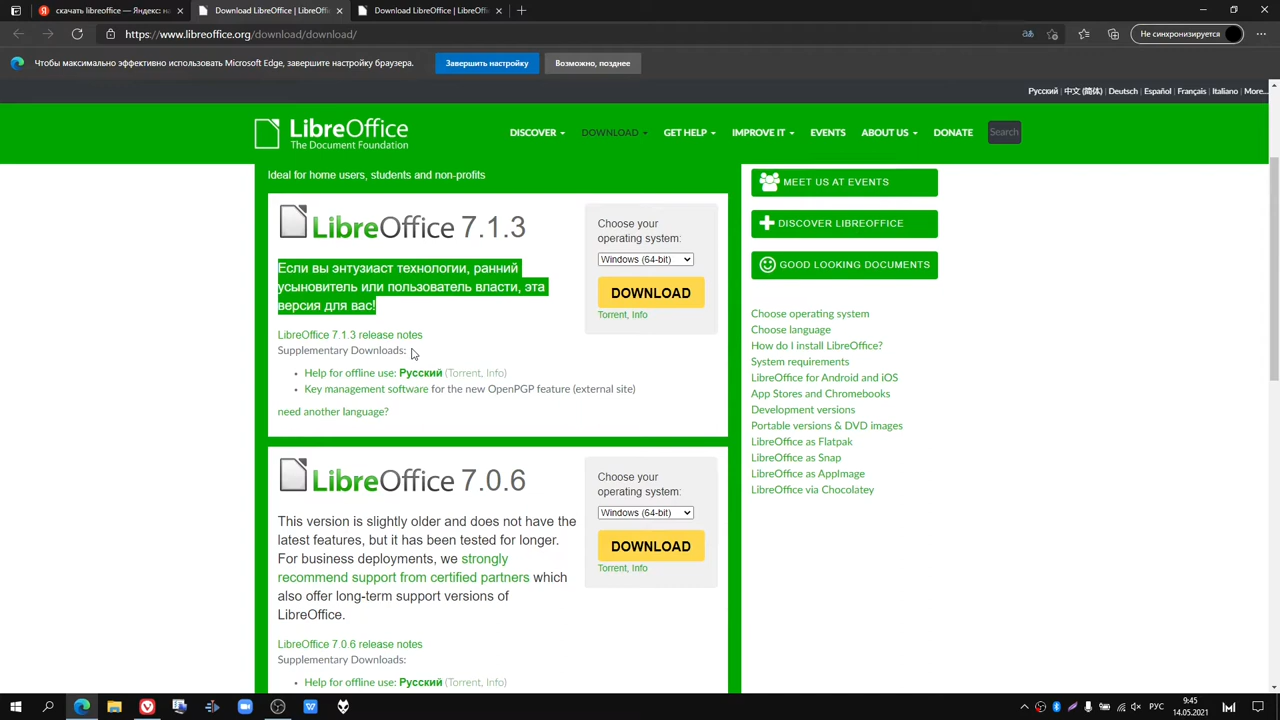 скачать libreoffice — Яндекс
Download LibreOffice | LibreOffic
Download LibreOffice | LibreOffic
https://www.libreoffice.org/download/download/
Не синхронизируется
Чтобы максимально эффективно использовать Microsoft Edge, завершите настройку браузера.
Завершить настройку
Возможно, позднее
Русский | 中文 (简体) | Deutsch | Español | Français | Italiano | More...
LibreOffice
The Document Foundation
DISCOVER
DOWNLOAD
GET HELP
IMPROVE IT
EVENTS
ABOUT US
DONATE
Search
Ideal for home users, students and non-profits
LibreOffice 7.1.3
Если вы энтузиаст технологии, ранний
усыновитель или пользователь власти, эта
версия для вас!
LibreOffice 7.1.3 release notes
Supplementary Downloads:
Help for offline use: Русский (Torrent, Info)
Key management software for the new OpenPGP feature (external site)
need another language?
Choose your
operating system:
Windows (64-bit)
DOWNLOAD
Torrent, Info
LibreOffice 7.0.6
This version is slightly older and does not have the
latest features, but it has been tested for longer.
For business deployments, we strongly
recommend support from certified partners which
also offer long-term support versions of
LibreOffice.
LibreOffice 7.0.6 release notes
Supplementary Downloads:
Help for offline use: Русский (Torrent, Info)
Choose your
operating system:
Windows (64-bit)
DOWNLOAD
Torrent, Info
MEET US AT EVENTS
DISCOVER LIBREOFFICE
GOOD LOOKING DOCUMENTS
Choose operating system
Choose language
How do I install LibreOffice?
System requirements
LibreOffice for Android and iOS
App Stores and Chromebooks
Development versions
Portable versions & DVD images
LibreOffice as Flatpak
LibreOffice as Snap
LibreOffice as AppImage
LibreOffice via Chocolatey
РУС
9:45
14.05.2021